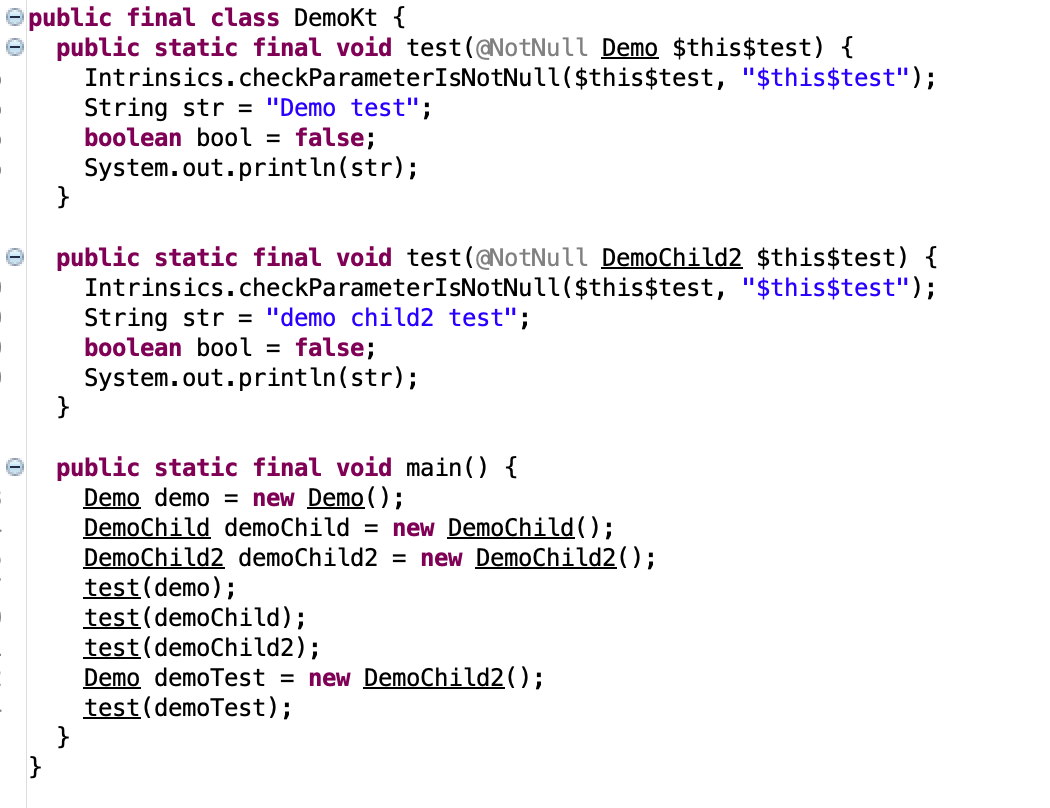 public final class DemoKt {
  public static final void test(@NotNull Demo $this$test) {
    Intrinsics.checkParameterIsNotNull($this$test, "$this$test");
    String str = "Demo test";
    boolean bool = false;
    System.out.println(str);
  }

  public static final void test(@NotNull DemoChild2 $this$test) {
    Intrinsics.checkParameterIsNotNull($this$test, "$this$test");
    String str = "demo child2 test";
    boolean bool = false;
    System.out.println(str);
  }

  public static final void main() {
    Demo demo = new Demo();
    DemoChild demoChild = new DemoChild();
    DemoChild2 demoChild2 = new DemoChild2();
    test(demo);
    test(demoChild);
    test(demoChild2);
    Demo demoTest = new DemoChild2();
    test(demoTest);
  }
}